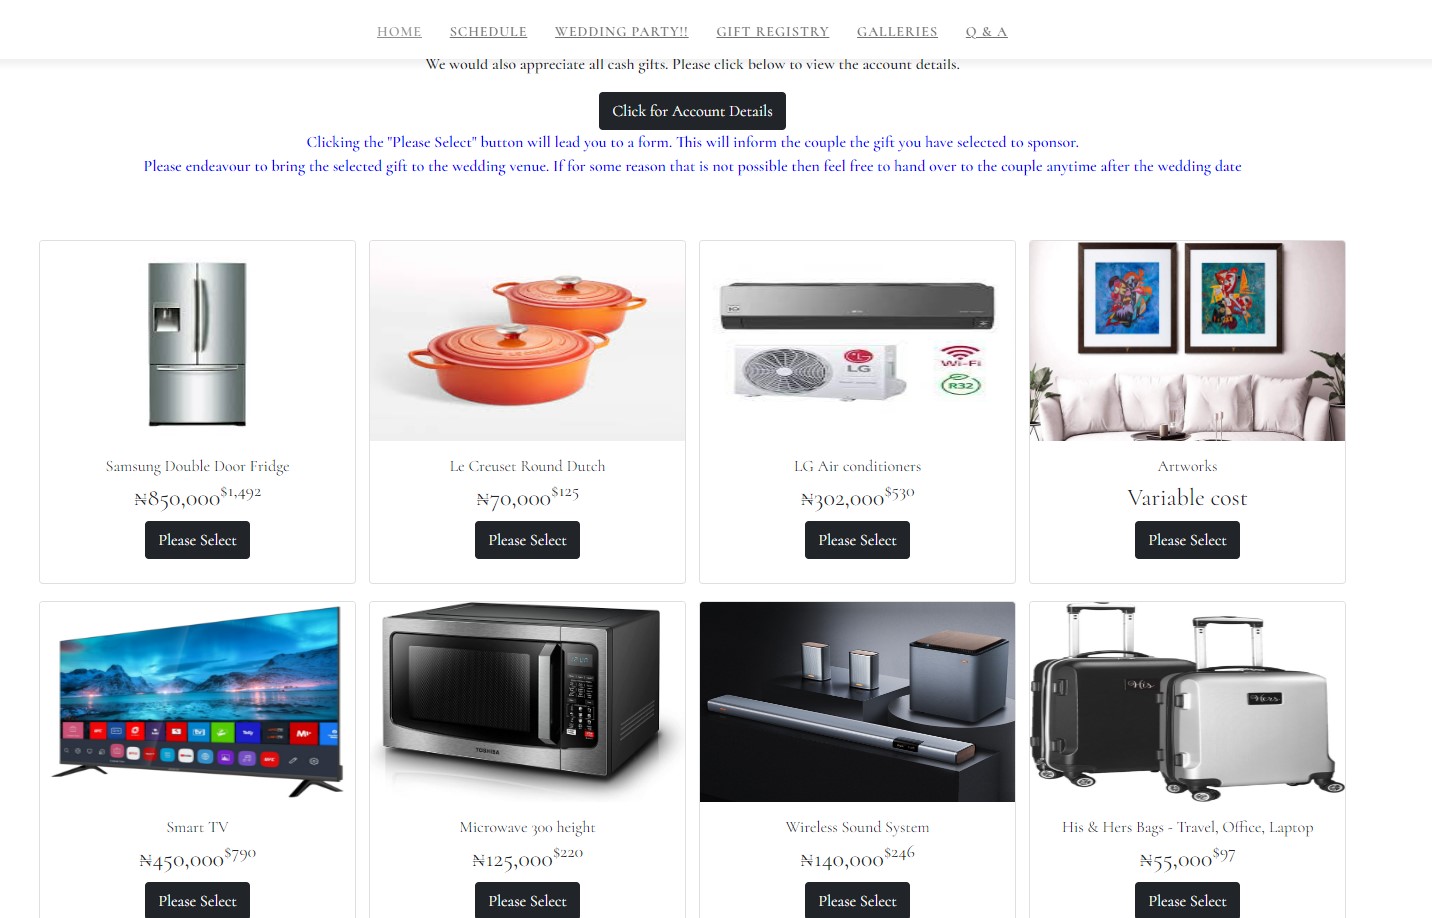 HOME SCHEDULE WEDDING PARTY!! GIFT REGISTRY GALLERIES Q & A
We would also appreciate all cash gifts. Please click below to view the account details.
Click for Account Details
Clicking the "Please Select" button will lead you to a form. This will inform the couple the gift you have selected to sponsor.
Please endeavour to bring the selected gift to the wedding venue. If for some reason that is not possible then feel free to hand over to the couple anytime after the wedding date
LG
Wi-Fi
R32
Samsung Double Door Fridge
₦850,000$1,492
Please Select
Le Creuset Round Dutch
₦70,000$125
Please Select
LG Air conditioners
₦302,000$530
Please Select
Artworks
Variable cost
Please Select
TOSHIBA
His
Hers
Smart TV
₦450,000$790
Please Select
Microwave 300 height
₦125,000$220
Please Select
Wireless Sound System
₦140,000$246
Please Select
His & Hers Bags - Travel, Office, Laptop
₦55,000$97
Please Select